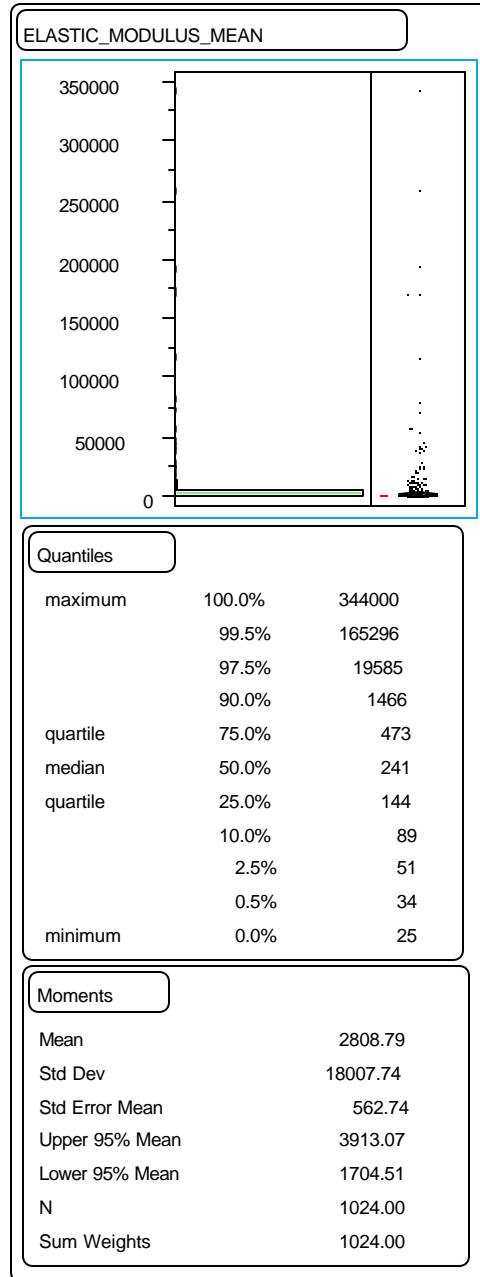 ELASTIC_MODULUS_MEAN
350000
300000
250000
200000
150000
100000
50000
0
Quantiles
maximum 100.0% 344000
99.5% 165296
97.5% 19585
90.0% 1466
quartile 75.0% 473
median 50.0% 241
quartile 25.0% 144
10.0% 89
2.5% 51
0.5% 34
minimum 0.0% 25
Moments
Mean 2808.79
Std Dev 18007.74
Std Error Mean 562.74
Upper 95% Mean 3913.07
Lower 95% Mean 1704.51
N 1024.00
Sum Weights 1024.00